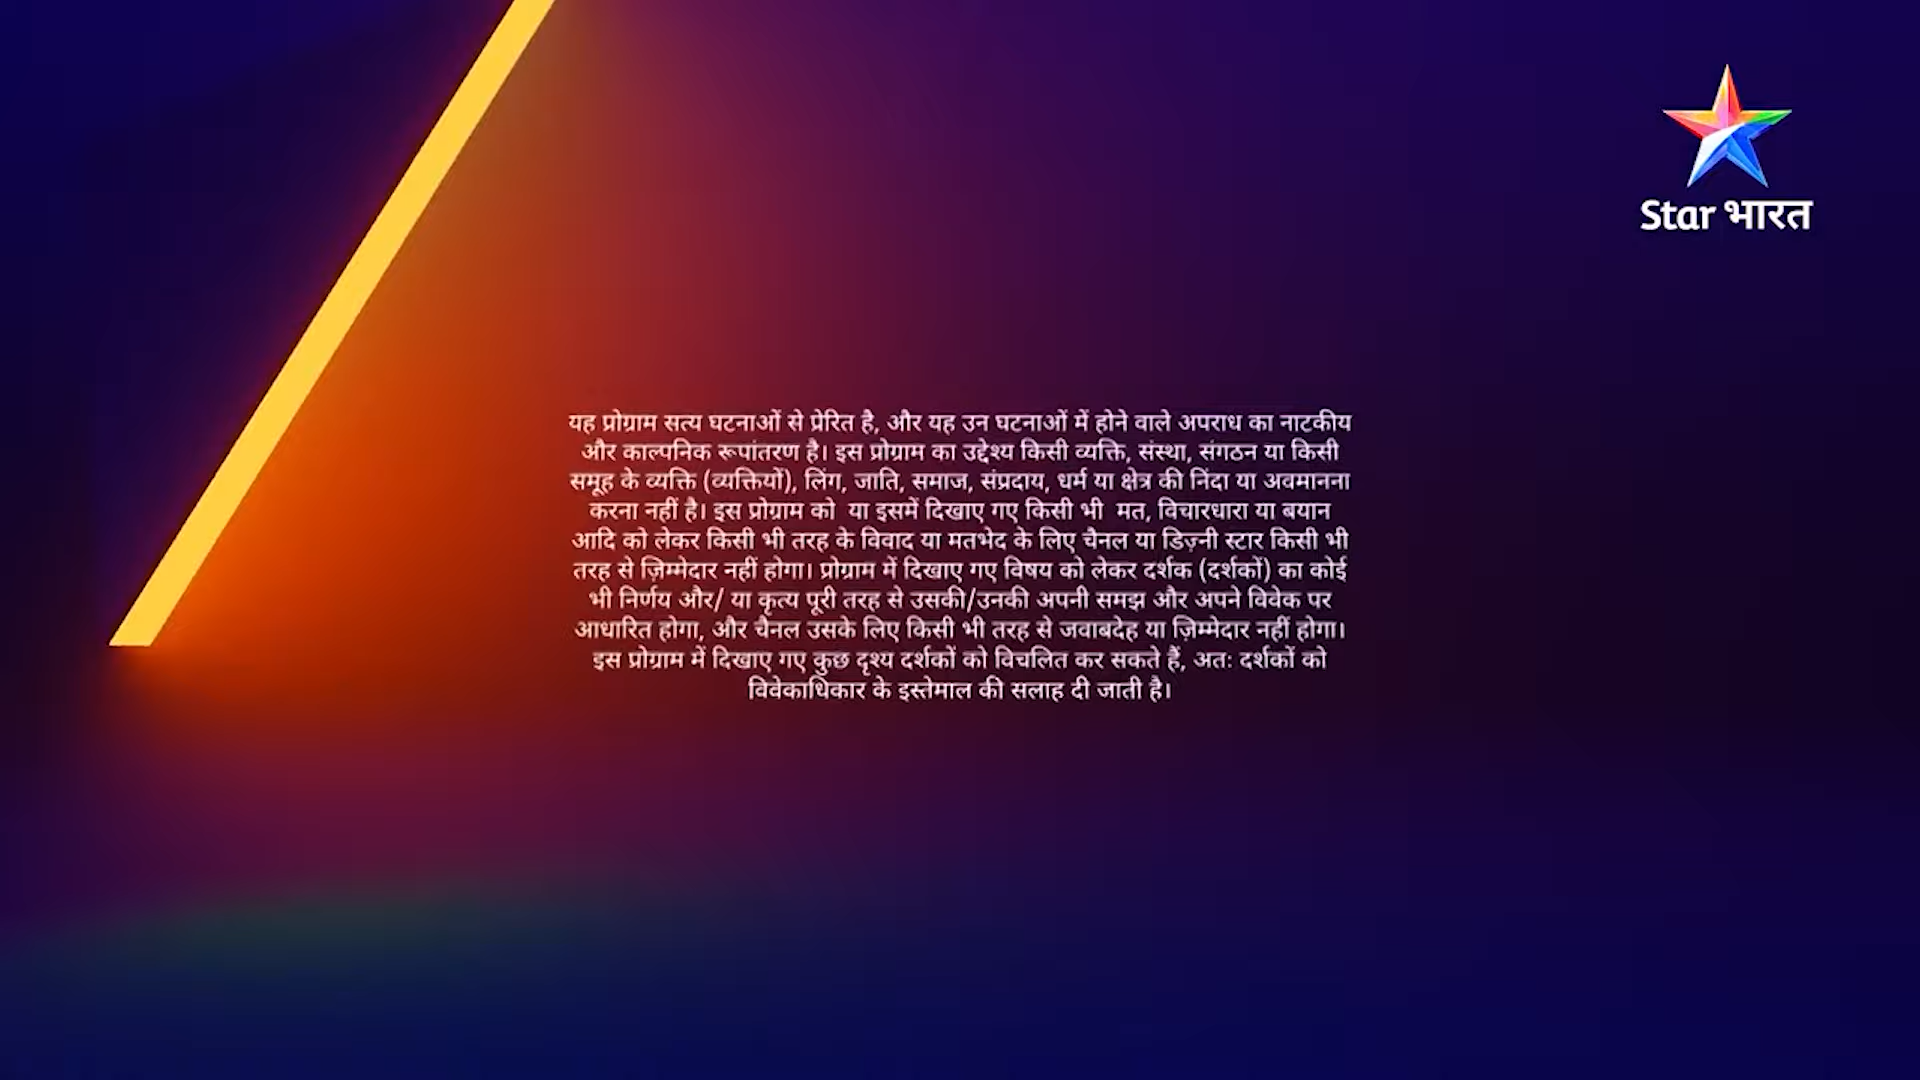 Star भारत
यह प्रोग्राम सत्य घटनाओं से प्रेरित है, और यह उन घटनाओं में होने वाले अपराध का नाटकीय
और काल्पनिक रूपांतरण है। इस प्रोग्राम का उद्देश्य किसी व्यक्ति, संस्था, संगठन या किसी
समूह के व्यक्ति (व्यक्तियों), लिंग, जाति, समाज, संप्रदाय, धर्म या क्षेत्र की निंदा या अवमानना
करना नहीं है। इस प्रोग्राम को या इसमें दिखाए गए किसी भी मत, विचारधारा या बयान
आदि को लेकर किसी भी तरह के विवाद या मतभेद के लिए चैनल या डिज़्नी स्टार किसी भी
तरह से ज़िम्मेदार नहीं होगा। प्रोग्राम में दिखाए गए विषय को लेकर दर्शक (दर्शकों) का कोई
भी निर्णय और/ या कृत्य पूरी तरह से उसकी/उनकी अपनी समझ और अपने विवेक पर
आधारित होगा, और चैनल उसके लिए किसी भी तरह से जवाबदेह या ज़िम्मेदार नहीं होगा।
इस प्रोग्राम में दिखाए गए कुछ दृश्य दर्शकों को विचलित कर सकते हैं, अतः दर्शकों को
विवेकाधिकार के इस्तेमाल की सलाह दी जाती है।